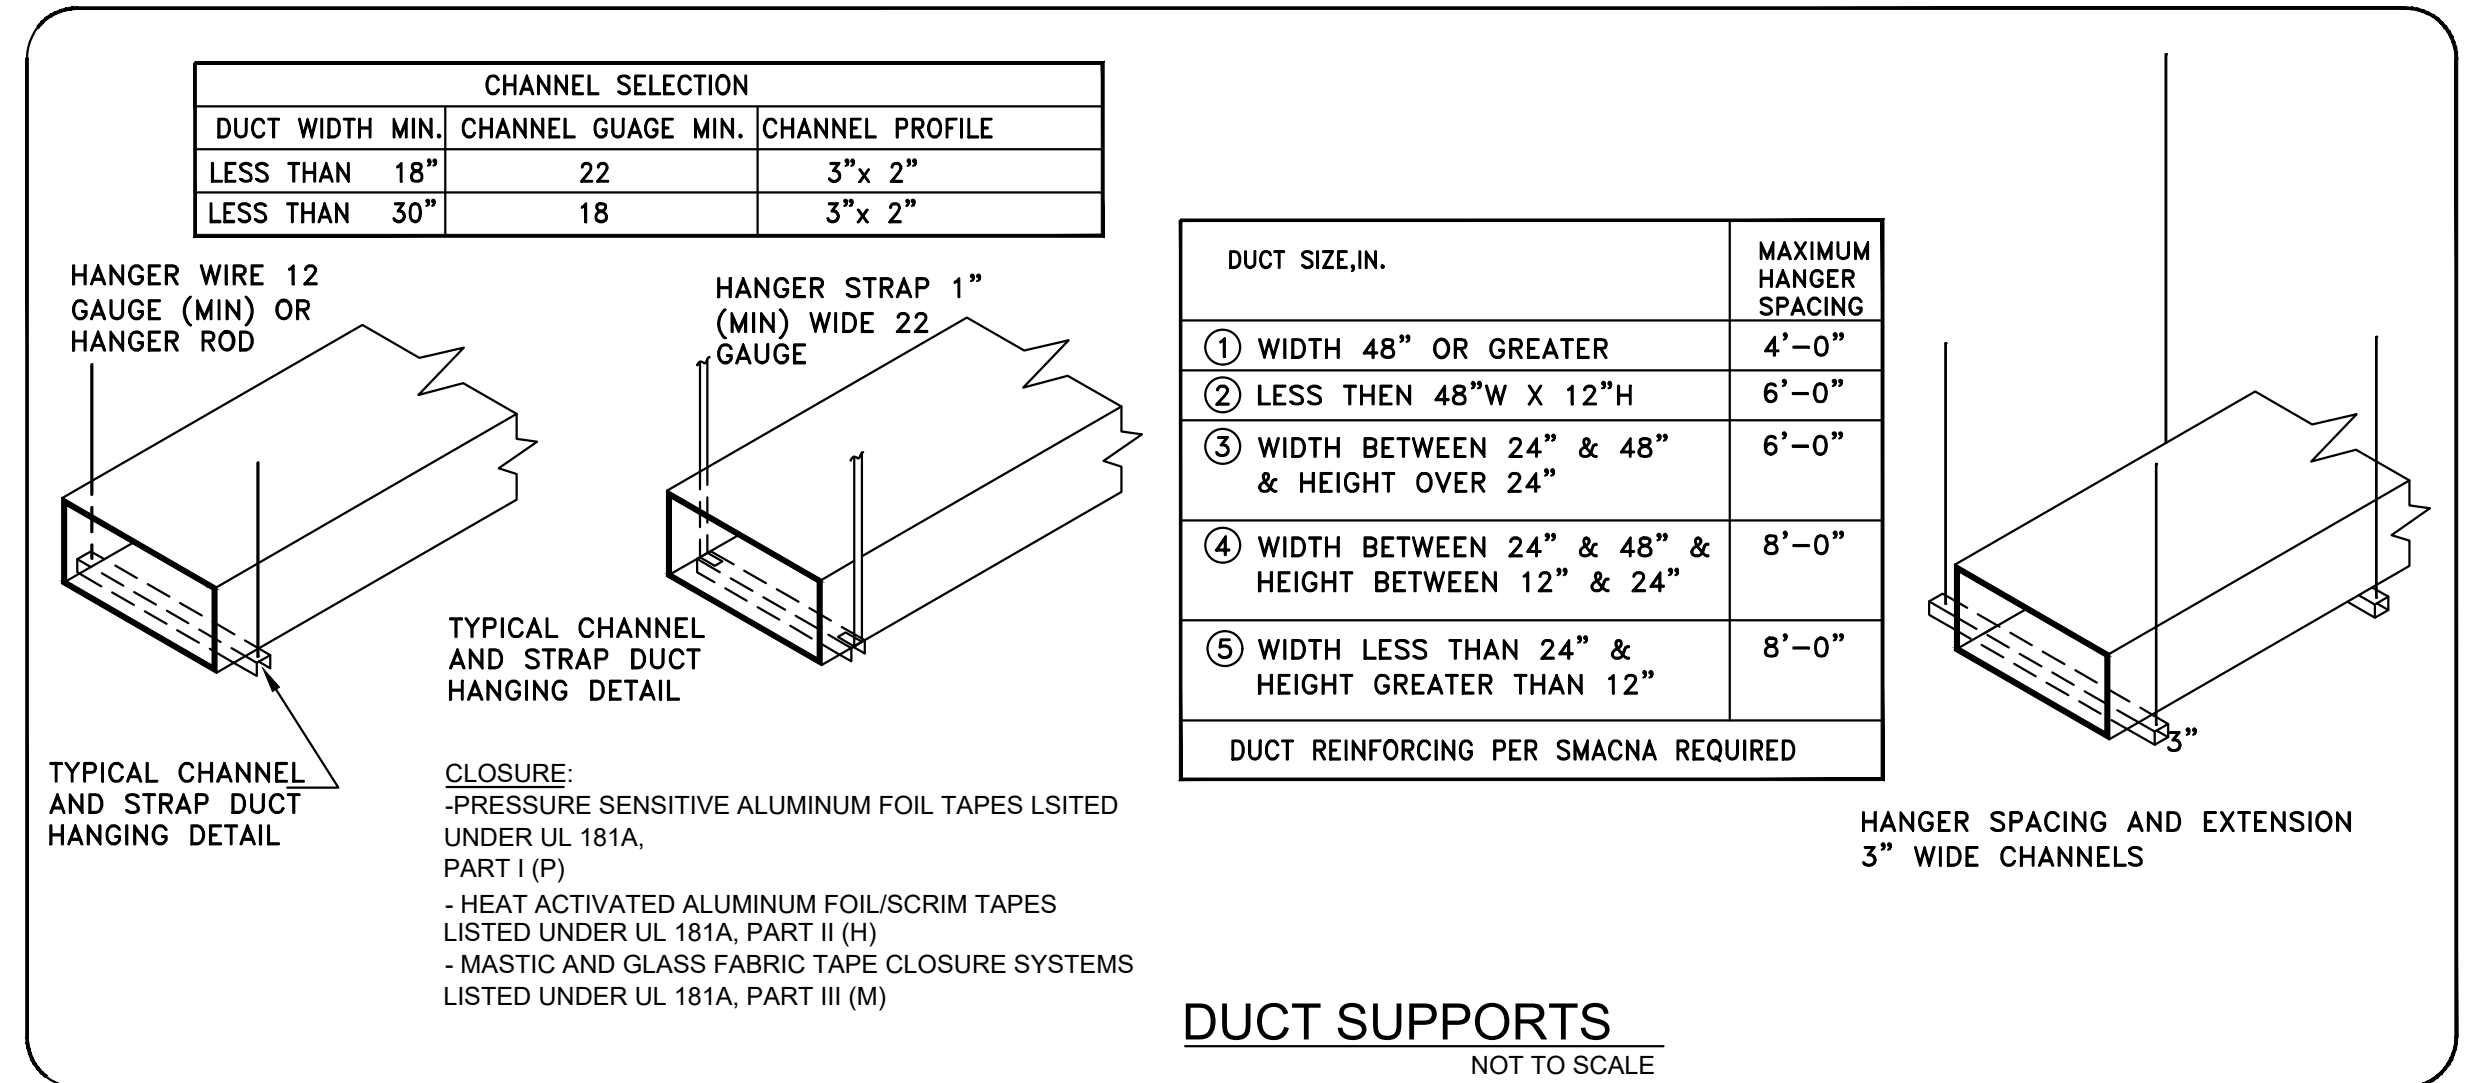 CHANNEL SELECTION
DUCT WIDTH MIN. CHANNEL GUAGE MIN. CHANNEL PROFILE
LESS THAN 18" 22 3"x 2"
LESS THAN 30" 18 3"x 2"
HANGER WIRE 12
GAUGE (MIN) OR
HANGER ROD
HANGER STRAP 1"
(MIN) WIDE 22
GAUGE
TYPICAL CHANNEL
AND STRAP DUCT
HANGING DETAIL
TYPICAL CHANNEL
AND STRAP DUCT
HANGING DETAIL
CLOSURE:
-PRESSURE SENSITIVE ALUMINUM FOIL TAPES LSITED
UNDER UL 181A,
PART I (P)
- HEAT ACTIVATED ALUMINUM FOIL/SCRIM TAPES
LISTED UNDER UL 181A, PART II (H)
- MASTIC AND GLASS FABRIC TAPE CLOSURE SYSTEMS
LISTED UNDER UL 181A, PART III (M)
DUCT SIZE,IN.
MAXIMUM
HANGER
SPACING
① WIDTH 48" OR GREATER 4'-0"
② LESS THEN 48"W X 12"H 6'-0"
③ WIDTH BETWEEN 24" & 48" 6'-0"
& HEIGHT OVER 24"
④ WIDTH BETWEEN 24" & 48" & 8'-0"
HEIGHT BETWEEN 12" & 24"
⑤ WIDTH LESS THAN 24" & 8'-0"
HEIGHT GREATER THAN 12"
DUCT REINFORCING PER SMACNA REQUIRED
3"
HANGER SPACING AND EXTENSION
3" WIDE CHANNELS
DUCT SUPPORTS
NOT TO SCALE